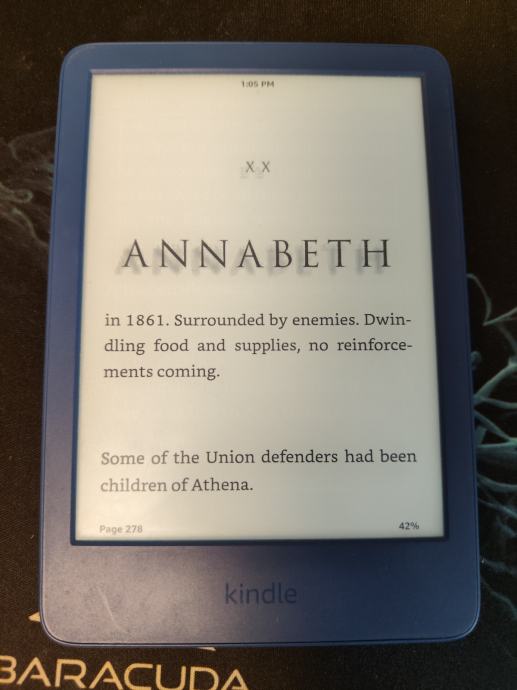 1:05 PM
X X
ANNABETH
in 1861. Surrounded by enemies. Dwin-
dling food and supplies, no reinforce-
ments coming.
Some of the Union defenders had been
children of Athena.
Page 278
42%
kindle
BARACUDA